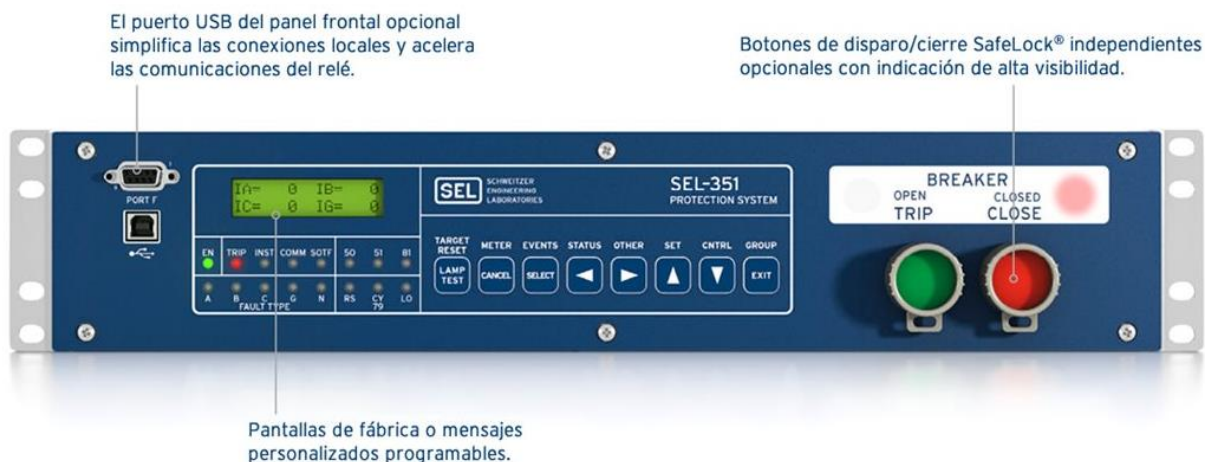 El puerto USB del panel frontal opcional
simplifica las conexiones locales y acelera
las comunicaciones del relé.
Botones de disparo/cierre SafeLock® independientes
opcionales con indicación de alta visibilidad.
PORT F
IA= 0 IB= 0
IC= 0 IG= 0
SEL SCHWEITZER
ENGINEERING
LABORATORIES
SEL-351
PROTECTION SYSTEM
BREAKER
OPEN CLOSED
TRIP CLOSE
EN TRIP INST COMM SOTF 50 51 81
A B C G N RS CY LO
FAULT TYPE 79
TARGET
RESET METER EVENTS STATUS OTHER SET CNTRL GROUP
LAMP
TEST CANCEL SELECT EXIT
Pantallas de fábrica o mensajes
personalizados programables.